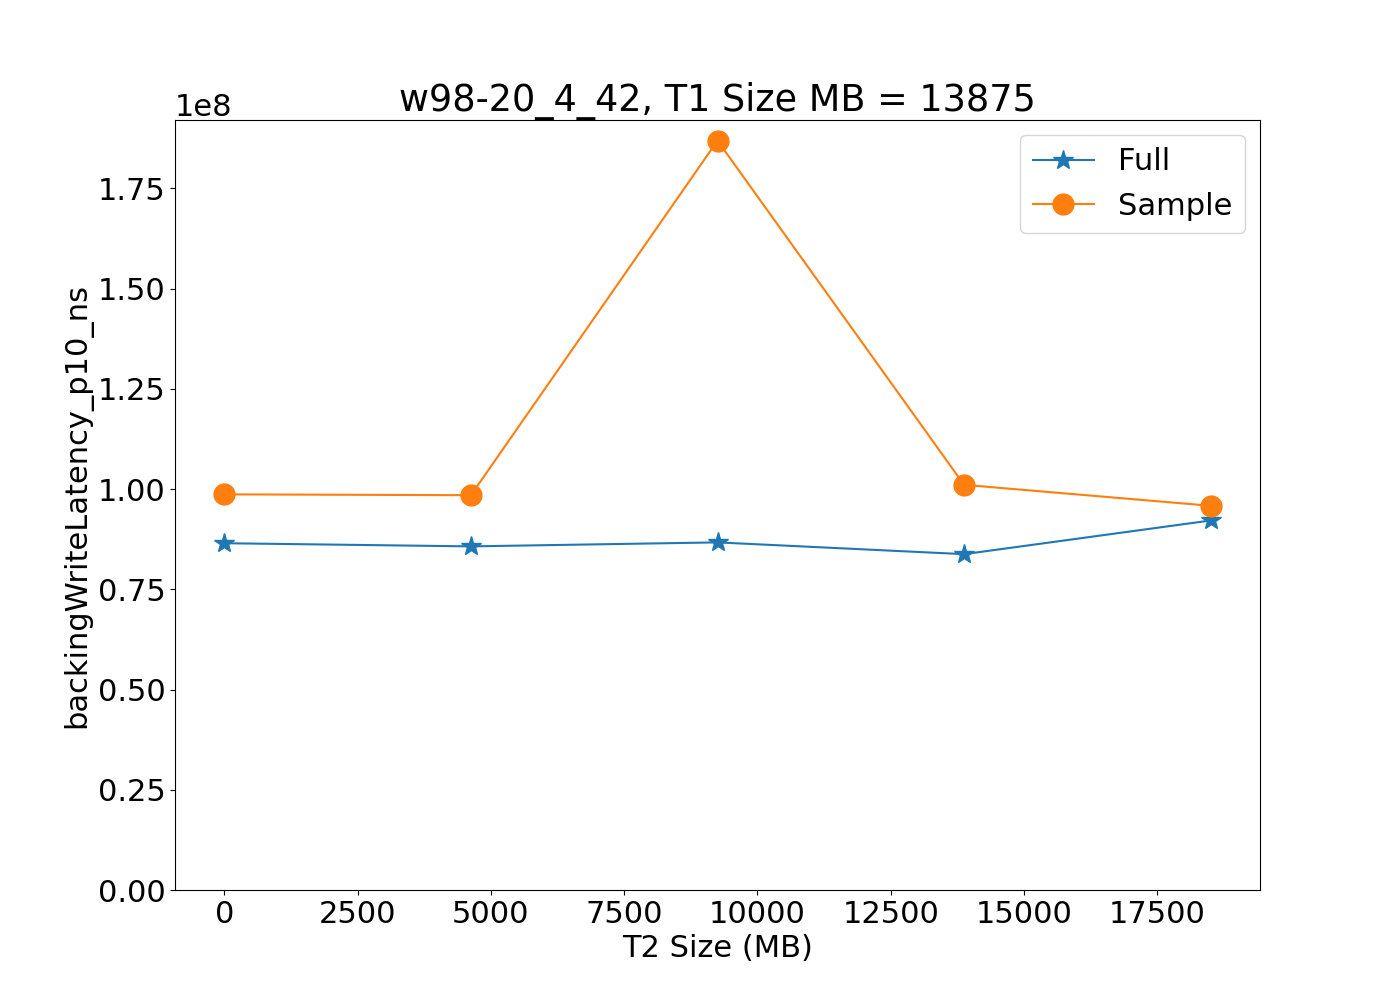 w98-20_4_42, T1 Size MB = 13875
1e8
Full
Sample
backingWriteLatency_p10_ns
1.75
1.50
1.25
1.00
0.75
0.50
0.25
0.00
0 2500 5000 7500 10000 12500 15000 17500
T2 Size (MB)